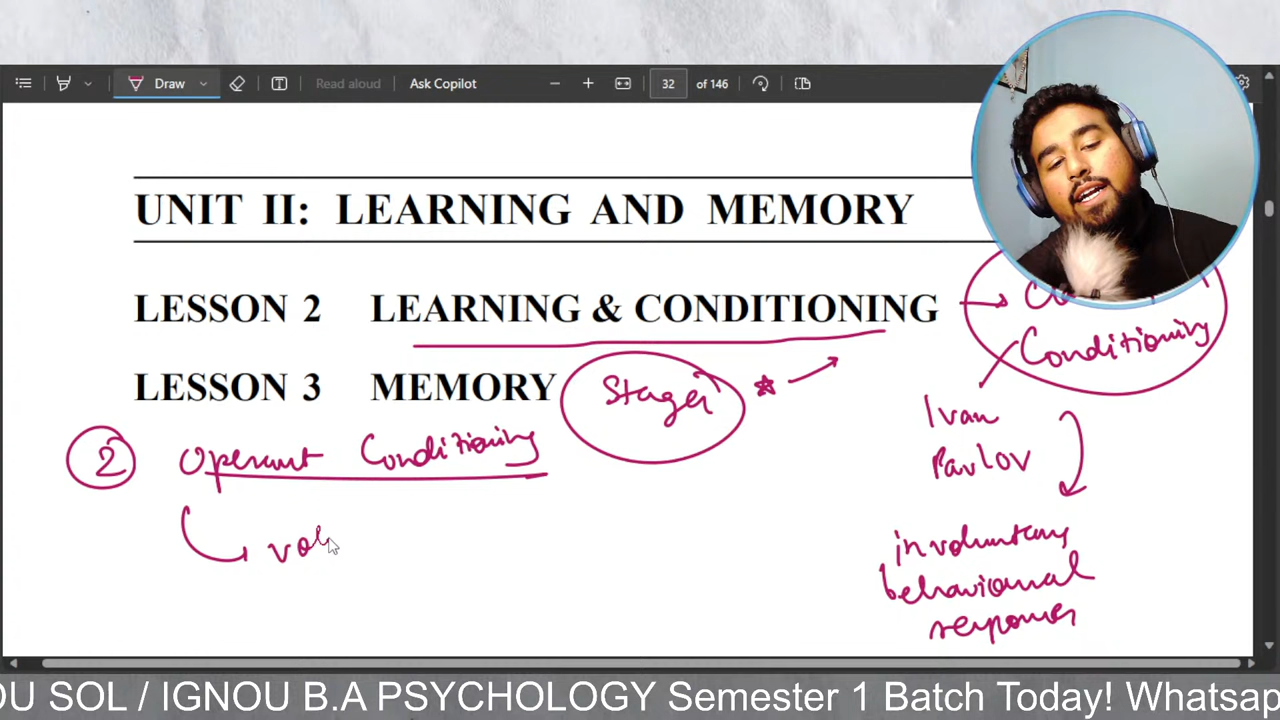 Draw
Read aloud
Ask Copilot
32 of 146
UNIT II: LEARNING AND MEMORY
LESSON 2 LEARNING & CONDITIONING
Conditioning
LESSON 3 MEMORY
Stages
Ivan
Pavlov
2 Operant Conditioning
involuntary
behavioural
responses
OU SOL / IGNOU B.A PSYCHOLOGY Semester 1 Batch Today! Whatsap